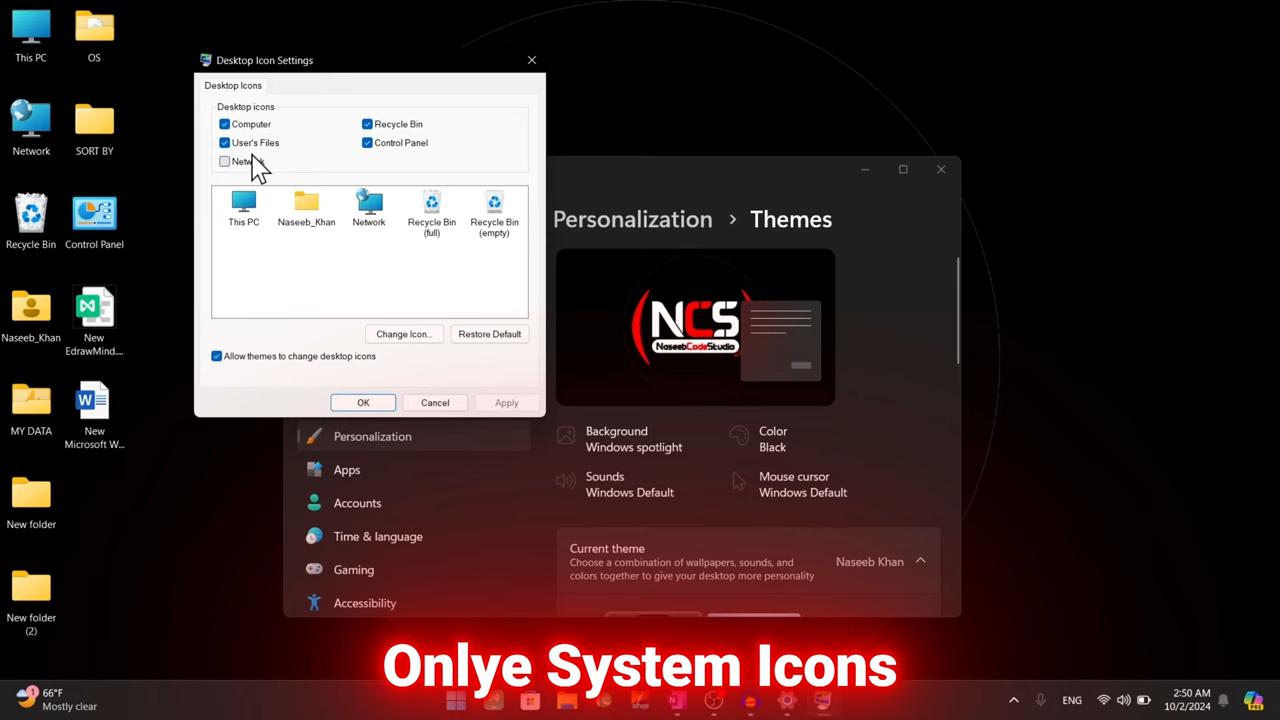 This PC
OS
Network
SORT BY
Recycle Bin
Control Panel
Naseeb_Khan
New
EdrawMind....
MY DATA
New
Microsoft W...
New folder
New folder
(2)
Desktop Icon Settings
Desktop Icons
Desktop icons
Computer
Recycle Bin
User's Files
Control Panel
Network
This PC
Naseeb_Khan
Network
Recycle Bin
(full)
Recycle Bin
(empty)
Change Icon...
Restore Default
Allow themes to change desktop icons
OK
Cancel
Apply
Personalization > Themes
NCS
NaseebCodeStudio
Background
Windows spotlight
Color
Black
Sounds
Windows Default
Mouse cursor
Windows Default
Current theme
Choose a combination of wallpapers, sounds, and
colors together to give your desktop more personality
Naseeb Khan
Personalization
Apps
Accounts
Time & language
Gaming
Accessibility
Onlye System Icons
1
66°F
Mostly clear
ENG
2:50 AM
10/2/2024